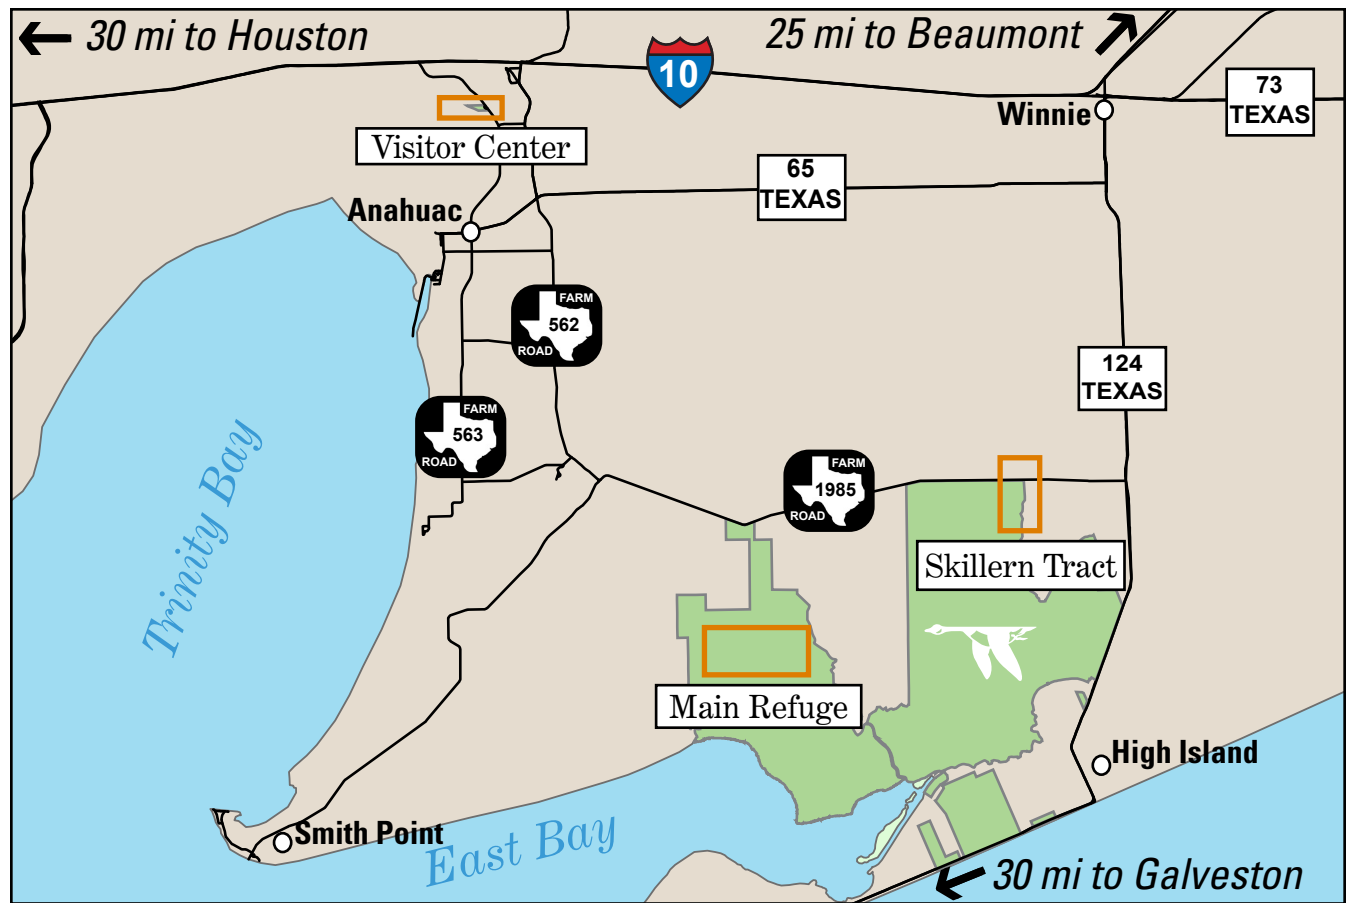 30 mi to Houston
25 mi to Beaumont
10
73
TEXAS
Winnie
Visitor Center
65
TEXAS
Anahuac
FARM
562
ROAD
124
TEXAS
FARM
563
ROAD
Trinity Bay
FARM
1985
ROAD
Skillern Tract
Main Refuge
High Island
Smith Point
East Bay
30 mi to Galveston